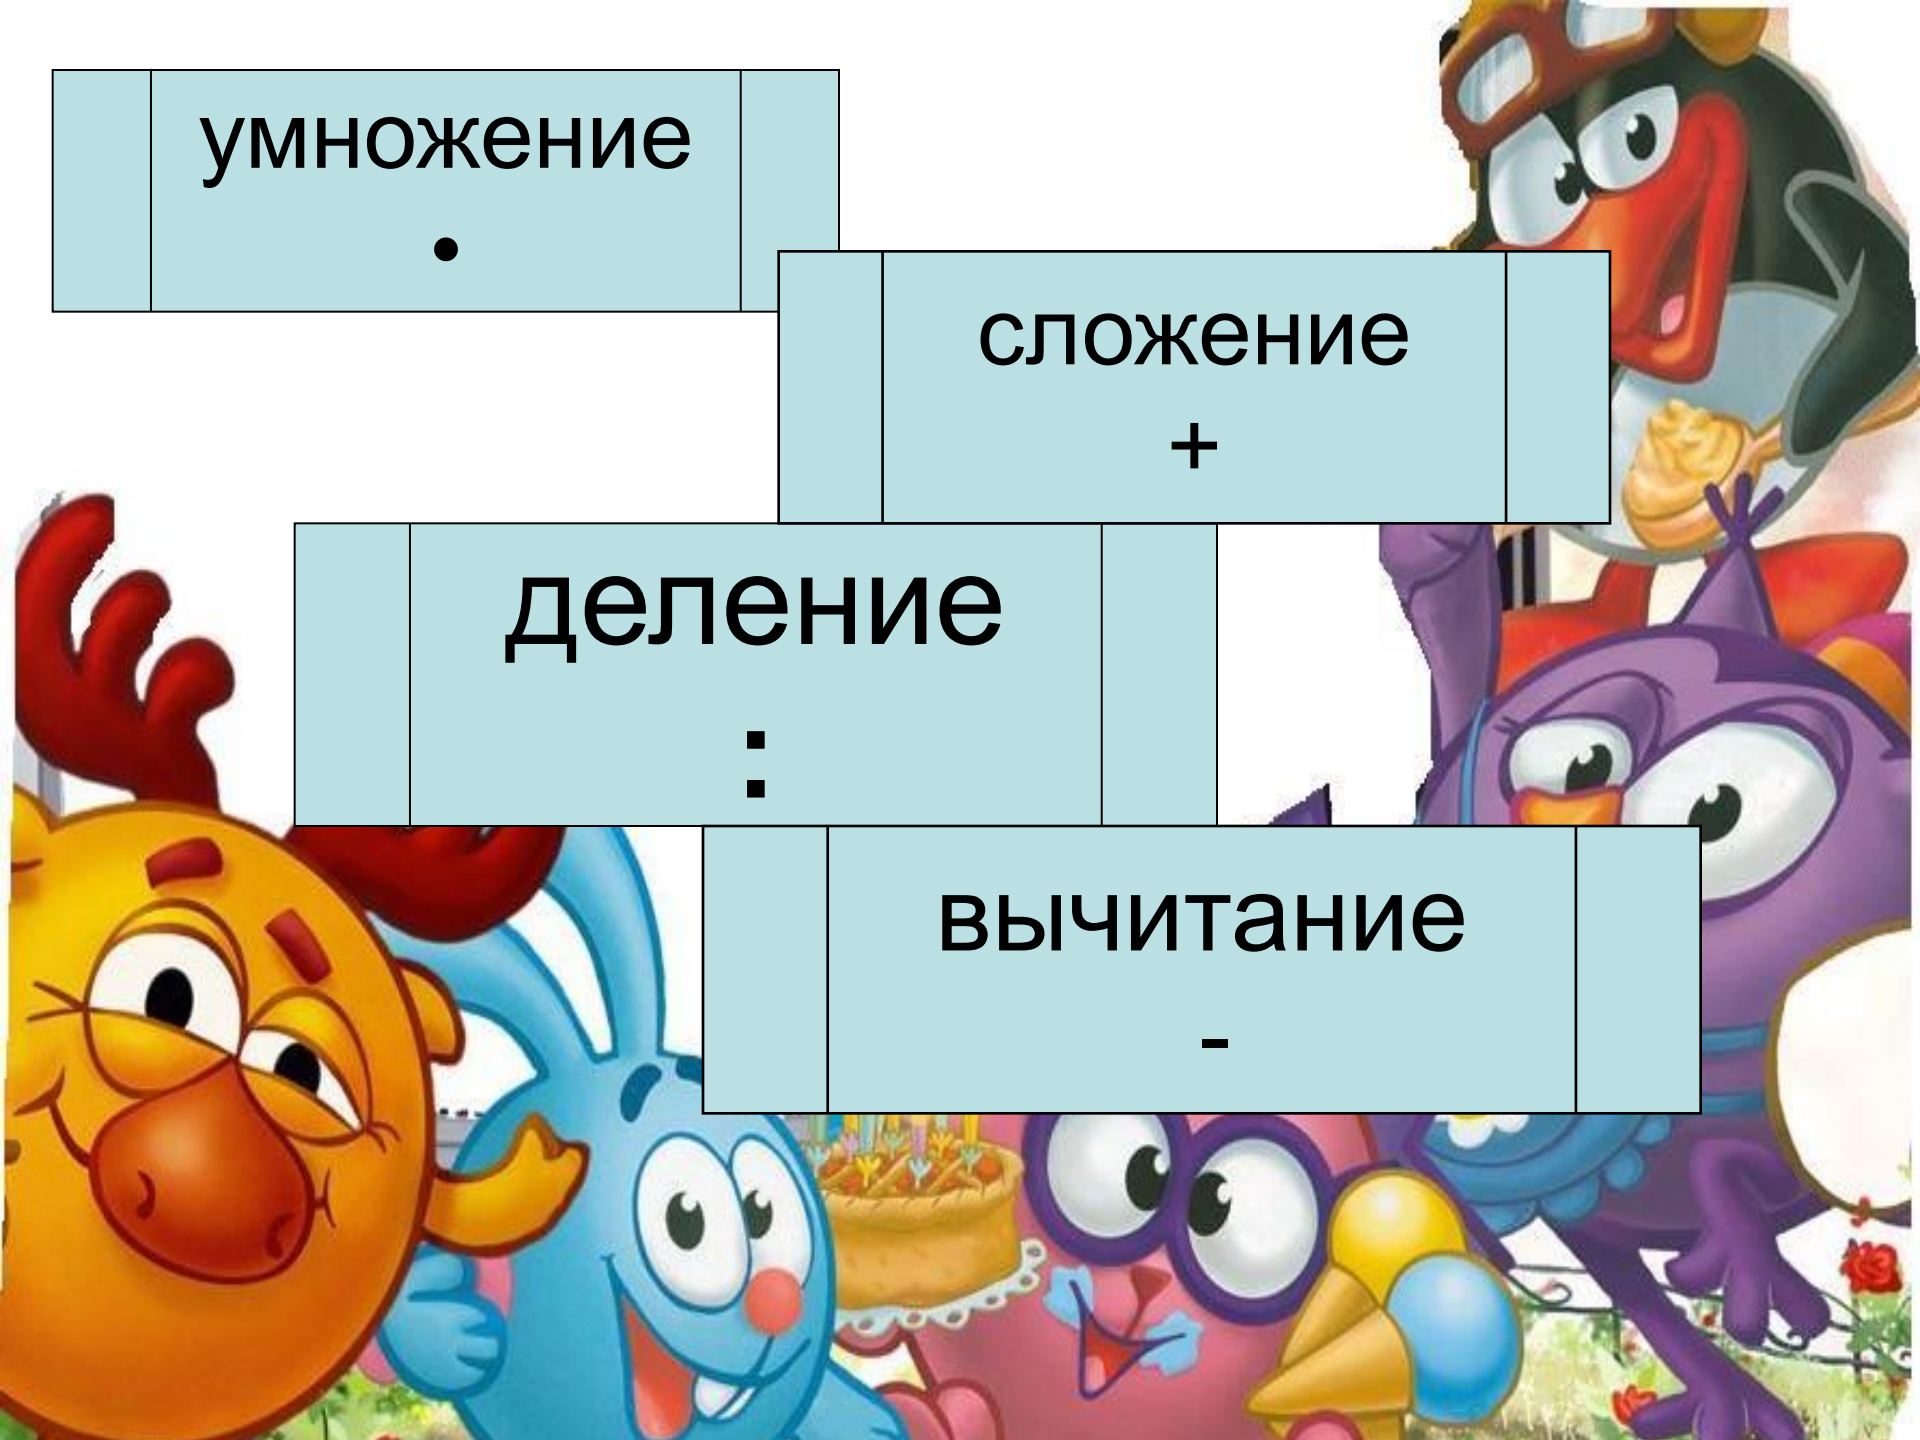 умножение
•
сложение
+
деление
:
вычитание
-